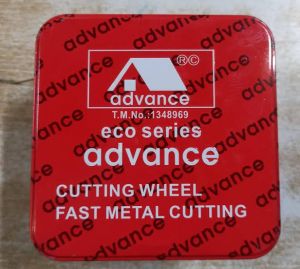 ®©
advance
T.M.No.:1348969
eco series
advance
CUTTING WHEEL
FAST METAL CUTTING